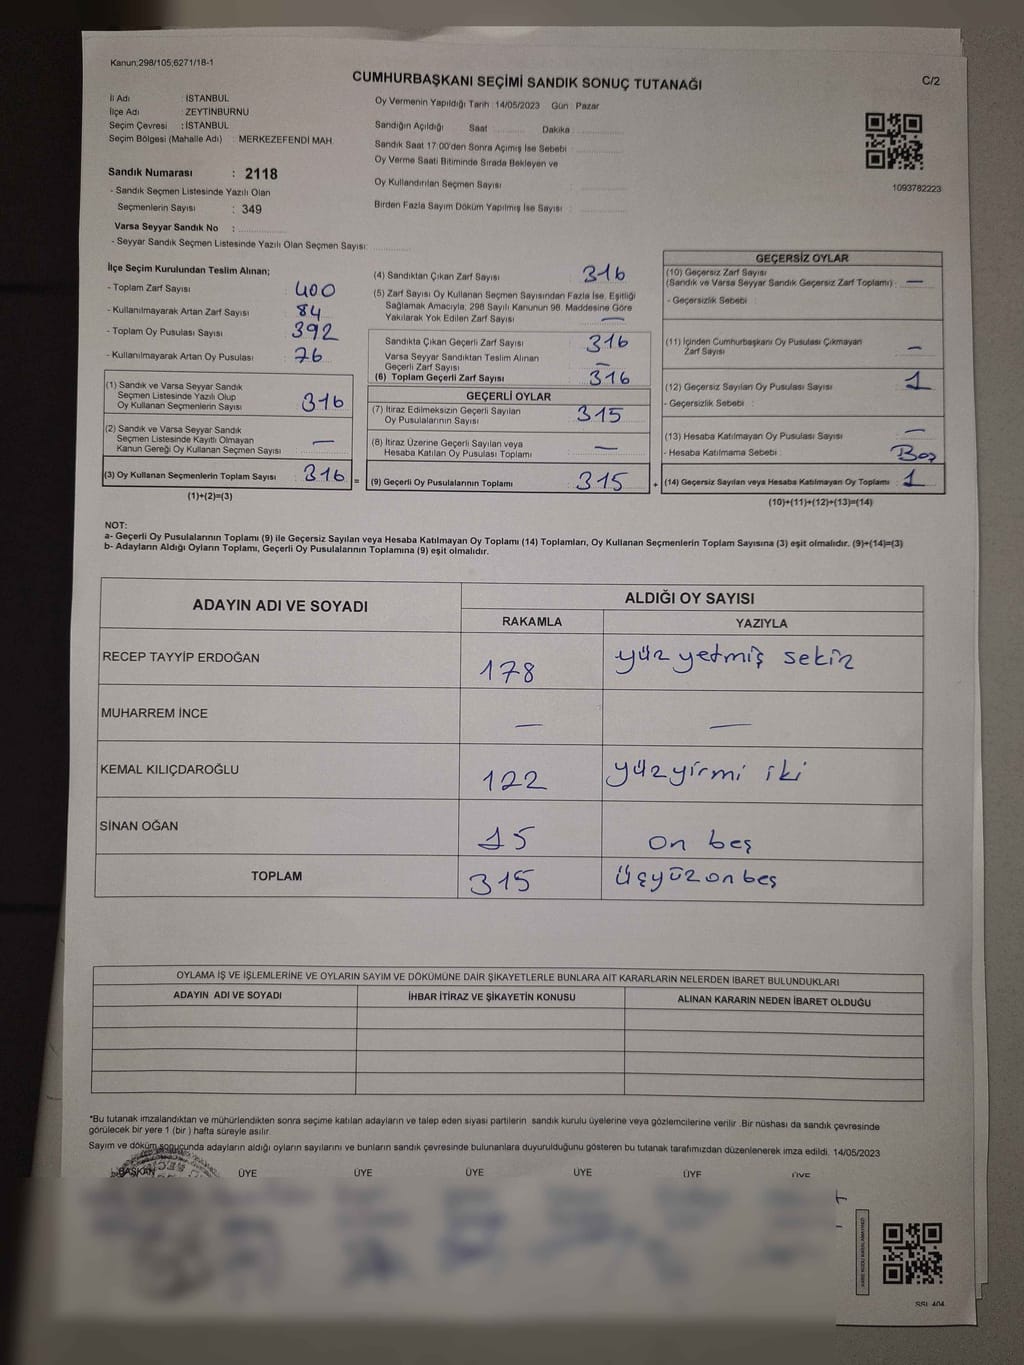 Kanun:298/105;6271/18-1
CUMHURBAŞKANI SEÇİMİ SANDIK SONUÇ TUTANAĞI
C/2
İl Adı : İSTANBUL
İlçe Adı : ZEYTİNBURNU
Seçim Çevresi : İSTANBUL
Seçim Bölgesi (Mahalle Adı) : MERKEZEFENDİ MAH.
Sandık Numarası : 2118
- Sandık Seçmen Listesinde Yazılı Olan
Seçmenlerin Sayısı : 349
Varsa Seyyar Sandık No :
- Seyyar Sandık Seçmen Listesinde Yazılı Olan Seçmen Sayısı:
Oy Vermenin Yapıldığı Tarih :14/05/2023 Gün : Pazar
Sandığın Açıldığı Saat Dakika
Sandık Saat 17:00'den Sonra Açımış İse Sebebi :
Oy Verme Saati Bitiminde Sırada Bekleyen ve
Oy Kullandırılan Seçmen Sayısı :
Birden Fazla Sayım Döküm Yapılmış İse Sayısı :
1093782223
İlçe Seçim Kurulundan Teslim Alınan;
- Toplam Zarf Sayısı : 400
- Kullanılmayarak Artan Zarf Sayısı : 84
- Toplam Oy Pusulası Sayısı : 392
- Kullanılmayarak Artan Oy Pusulası : 76
(1) Sandık ve Varsa Seyyar Sandık
Seçmen Listesinde Yazılı Olup
Oy Kullanan Seçmenlerin Sayısı : 316
(2) Sandık ve Varsa Seyyar Sandık
Seçmen Listesinde Kayıtlı Olmayan
Kanun Gereği Oy Kullanan Seçmen Sayısı : —
(3) Oy Kullanan Seçmenlerin Toplam Sayısı : 316 =
(1)+(2)=(3)
(4) Sandıktan Çıkan Zarf Sayısı : 316
(5) Zarf Sayısı Oy Kullanan Seçmen Sayısından Fazla İse, Eşitliği
Sağlamak Amacıyla, 298 Sayılı Kanunun 98. Maddesine Göre
Yakılarak Yok Edilen Zarf Sayısı : —
Sandıkta Çıkan Geçerli Zarf Sayısı : 316
Varsa Seyyar Sandıktan Teslim Alınan
Geçerli Zarf Sayısı : —
(6) Toplam Geçerli Zarf Sayısı : 316
GEÇERLİ OYLAR
(7) İtiraz Edilmeksizin Geçerli Sayılan
Oy Pusulalarının Sayısı : 315
(8) İtiraz Üzerine Geçerli Sayılan veya
Hesaba Katılan Oy Pusulası Toplamı : —
(9) Geçerli Oy Pusulalarının Toplamı : 315 +
GEÇERSİZ OYLAR
(10) Geçersiz Zarf Sayısı
(Sandık ve Varsa Seyyar Sandık Geçersiz Zarf Toplamı) : —
- Geçersizlik Sebebi :
(11) İçinden Cumhurbaşkanı Oy Pusulası Çıkmayan
Zarf Sayısı : —
(12) Geçersiz Sayılan Oy Pusulası Sayısı : 1
- Geçersizlik Sebebi :
(13) Hesaba Katılmayan Oy Pusulası Sayısı : —
- Hesaba Katılmama Sebebi : Boş
(14) Geçersiz Sayılan veya Hesaba Katılmayan Oy Toplamı : 1
(10)+(11)+(12)+(13)=(14)
NOT:
a- Geçerli Oy Pusulalarının Toplamı (9) ile Geçersiz Sayılan veya Hesaba Katılmayan Oy Toplamı (14) Toplamları, Oy Kullanan Seçmenlerin Toplam Sayısına (3) eşit olmalıdır. (9)+(14)=(3)
b- Adayların Aldığı Oyların Toplamı, Geçerli Oy Pusulalarının Toplamına (9) eşit olmalıdır.
ADAYIN ADI VE SOYADI ALDIĞI OY SAYISI
RAKAMLA YAZIYLA
RECEP TAYYİP ERDOĞAN 178 yüz yetmiş sekiz
MUHARREM İNCE — —
KEMAL KILIÇDAROĞLU 122 yüzyirmi iki
SİNAN OĞAN 15 on beş
TOPLAM 315 üçyüzonbeş
OYLAMA İŞ VE İŞLEMLERİNE VE OYLARIN SAYIM VE DÖKÜMÜNE DAİR ŞİKAYETLERLE BUNLARA AİT KARARLARIN NELERDEN İBARET BULUNDUKLARI
ADAYIN ADI VE SOYADI İHBAR İTİRAZ VE ŞİKAYETİN KONUSU ALINAN KARARIN NEDEN İBARET OLDUĞU
*Bu tutanak imzalandıktan ve mühürlendikten sonra seçime katılan adayların ve talep eden siyasi partilerin sandık kurulu üyelerine veya gözlemcilerine verilir .Bir nüshası da sandık çevresinde
görülecek bir yere 1 (bir ) hafta süreyle asılır.
Sayım ve döküm sonucunda adayların aldığı oyların sayılarını ve bunların sandık çevresinde bulunanlara duyurulduğunu gösteren bu tutanak tarafımızdan düzenlenerek imza edildi. 14/05/2023
BAŞKAN ÜYE ÜYE ÜYE ÜYE ÜYE ÜYE